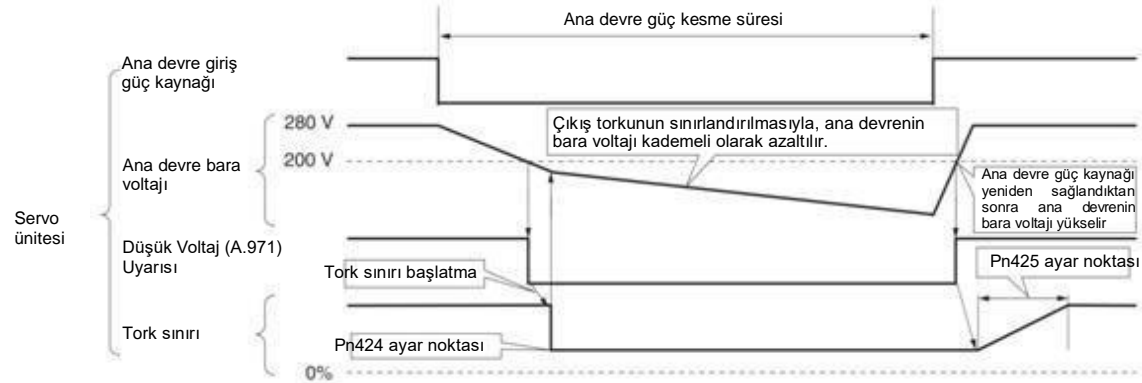 Ana devre güç kesme süresi
Ana devre giriş
güç kaynağı
280 V
200 V
Ana devre bara
voltajı
Çıkış torkunun sınırlandırılmasıyla, ana devrenin
bara voltajı kademeli olarak azaltılır.
Ana devre güç kaynağı
yeniden sağlandıktan
sonra ana devrenin
bara voltajı yükselir
Servo
ünitesi
Düşük Voltaj (A.971)
Uyarısı
Tork sınırı başlatma
Pn425 ayar noktası
Tork sınırı
Pn424 ayar noktası
0%